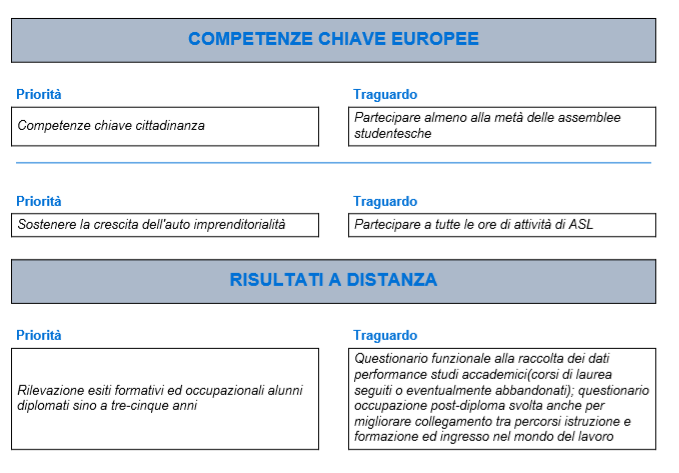 COMPETENZE CHIAVE EUROPEE
Priorità
Traguardo
Competenze chiave cittadinanza
Partecipare almeno alla metà delle assemblee
studentesche
Priorità
Traguardo
Sostenere la crescita dell'auto imprenditorialità
Partecipare a tutte le ore di attività di ASL
RISULTATI A DISTANZA
Priorità
Traguardo
Rilevazione esiti formativi ed occupazionali alunni
diplomati sino a tre-cinque anni
Questionario funzionale alla raccolta dei dati
performance studi accademici(corsi di laurea
seguiti o eventualmente abbandonati); questionario
occupazione post-diploma svolta anche per
migliorare collegamento tra percorsi istruzione e
formazione ed ingresso nel mondo del lavoro